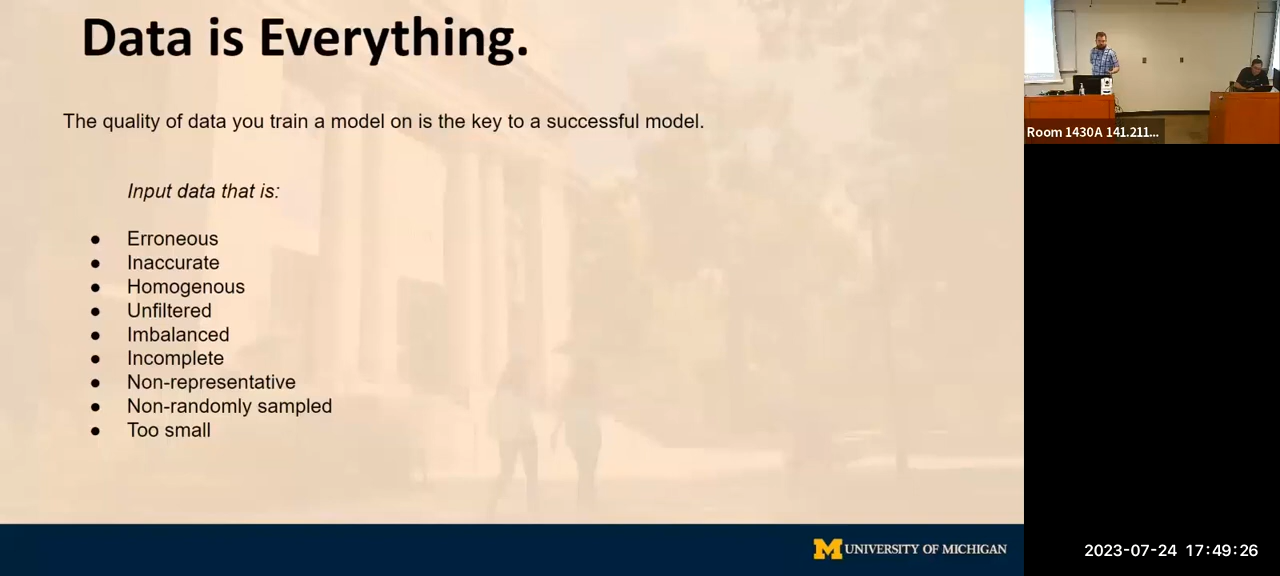 Data is Everything.
The quality of data you train a model on is the key to a successful model.
Input data that is:
● Erroneous
● Inaccurate
● Homogenous
● Unfiltered
● Imbalanced
● Incomplete
● Non-representative
● Non-randomly sampled
● Too small
M UNIVERSITY OF MICHIGAN
Room 1430A 141.211...
2023-07-24 17:49:26